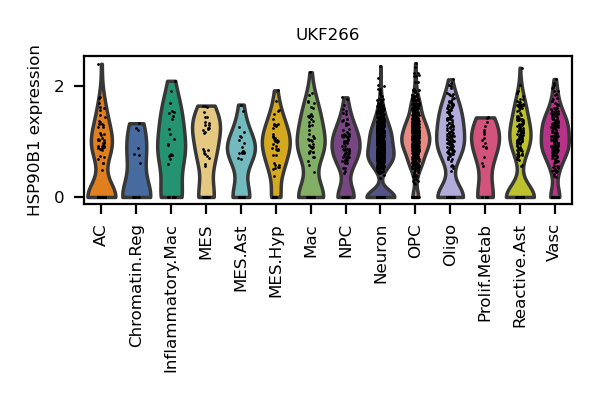 UKF266
HSP90B1 expression
2
0
AC
Chromatin.Reg
Inflammatory.Mac
MES
MES.Ast
MES.Hyp
Mac
NPC
Neuron
OPC
Oligo
Prolif.Metab
Reactive.Ast
Vasc